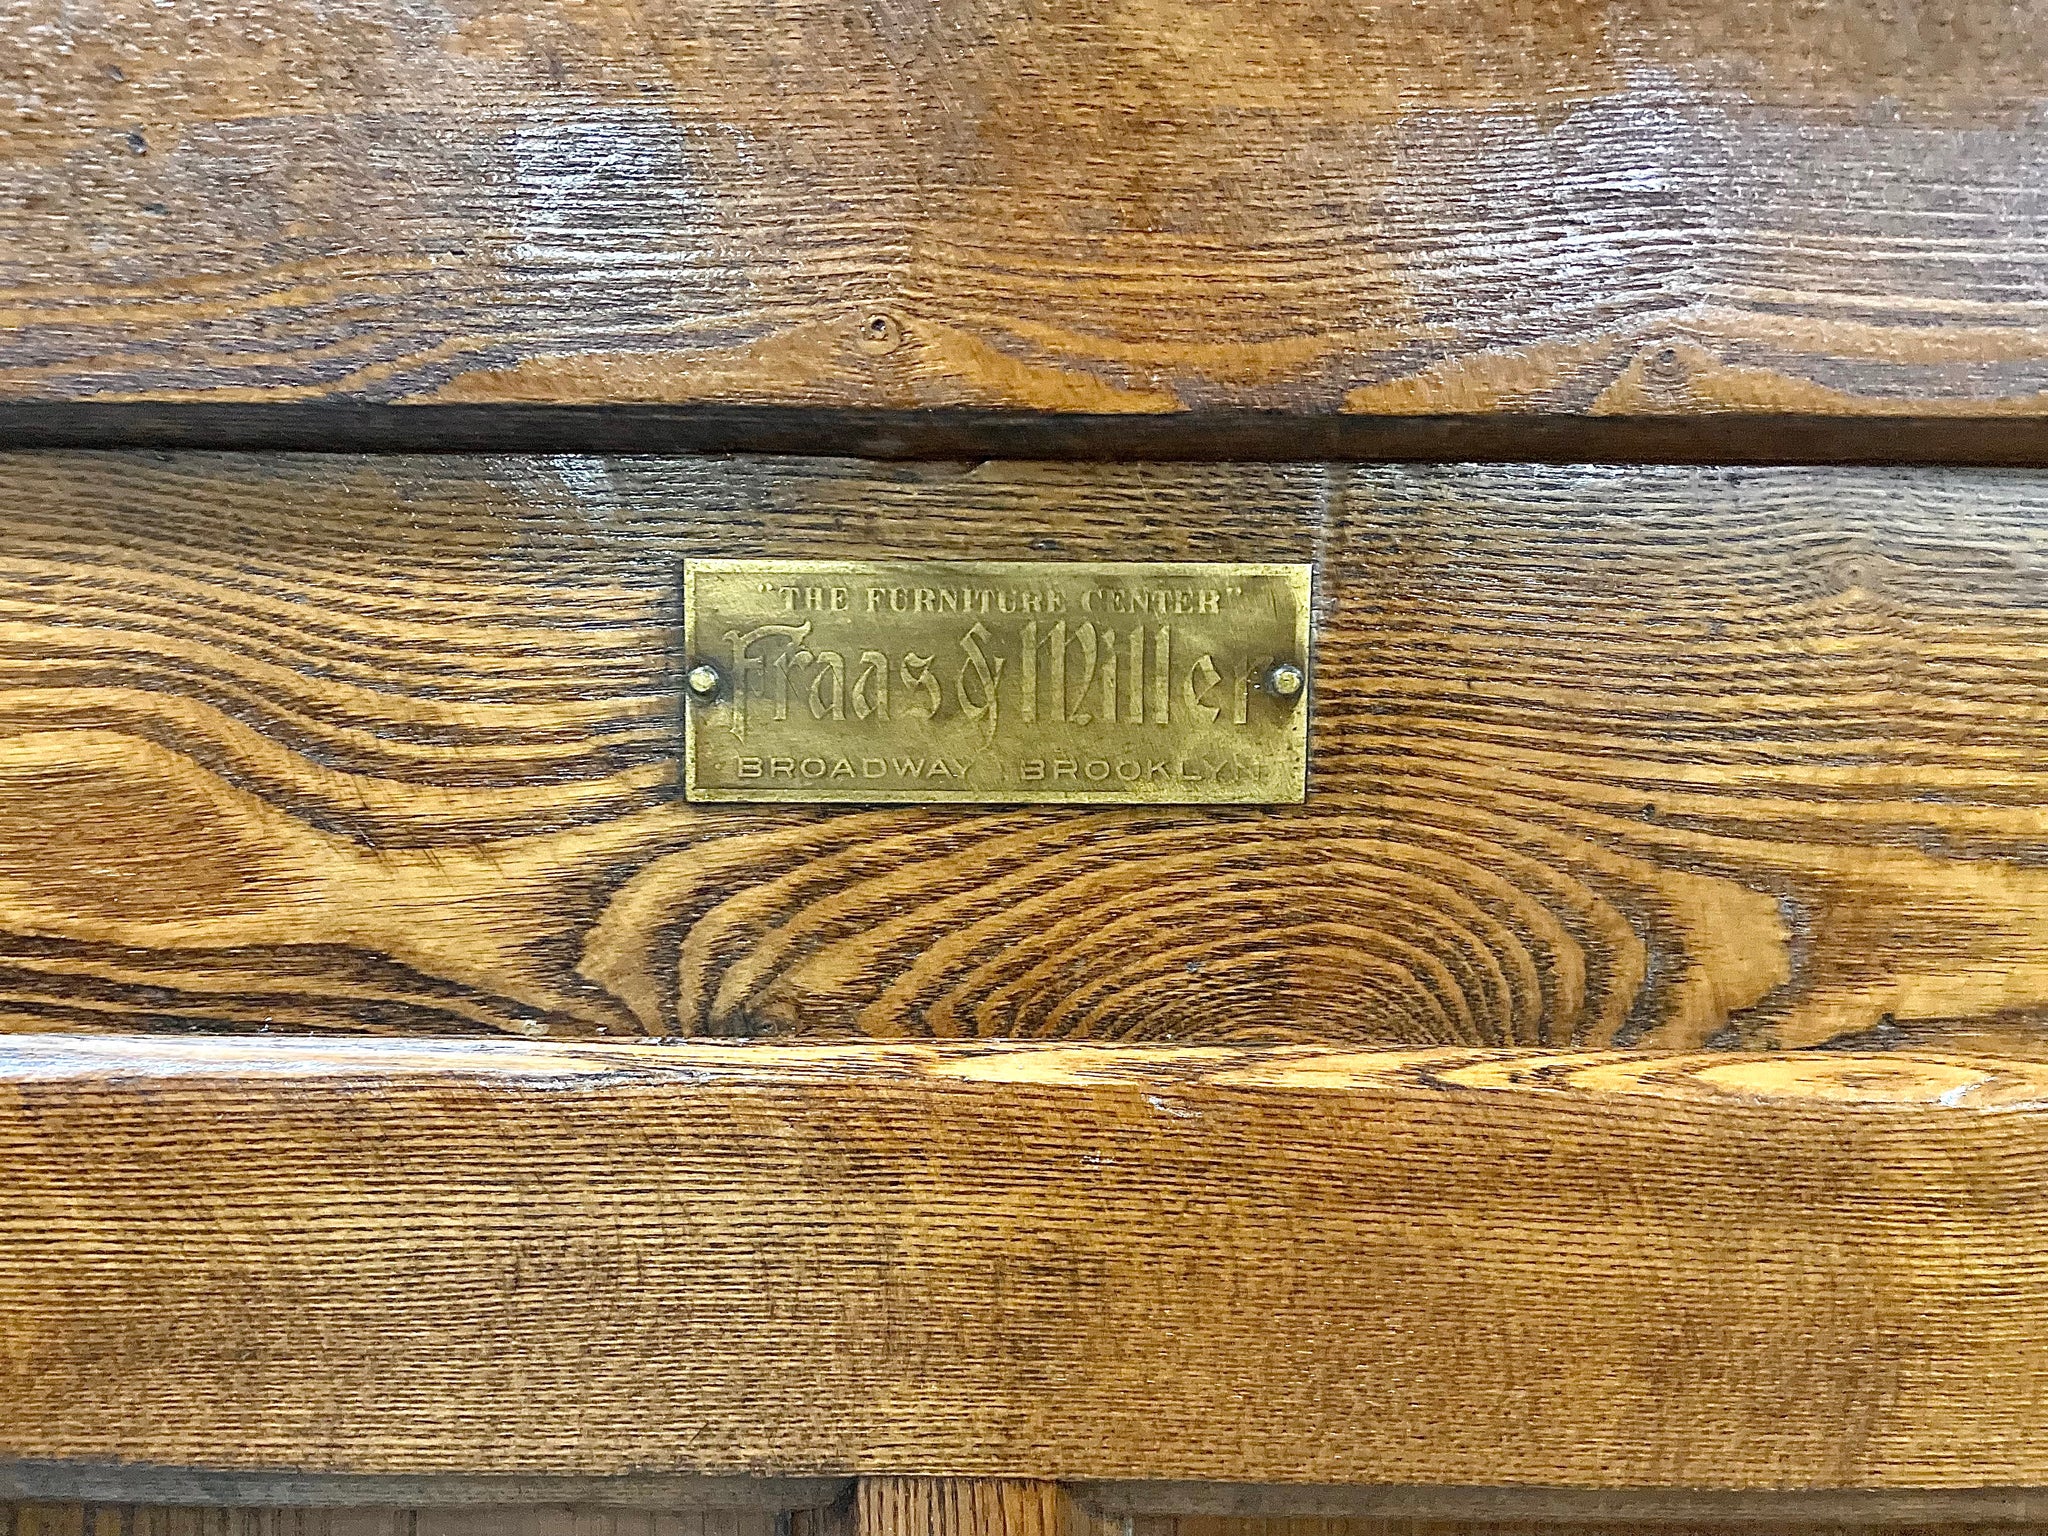 "THE FURNITURE CENTER"
Fraas & Miller
BROADWAY BROOKLYN